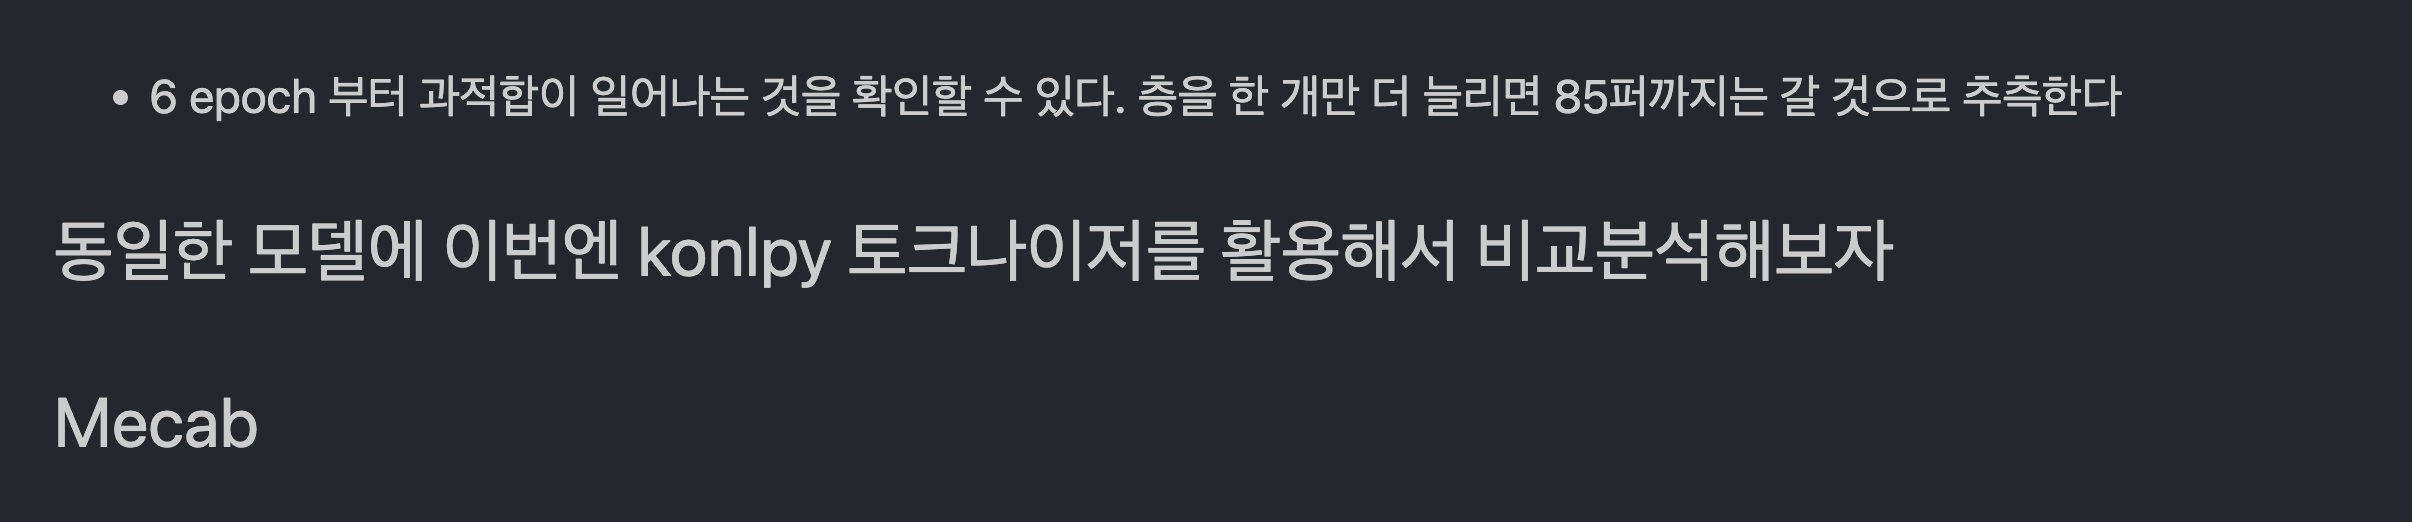 • 6 epoch 부터 과적합이 일어나는 것을 확인할 수 있다. 층을 한 개만 더 늘리면 85퍼까지는 갈 것으로 추측한다
동일한 모델에 이번엔 konlpy 토크나이저를 활용해서 비교분석해보자
Mecab